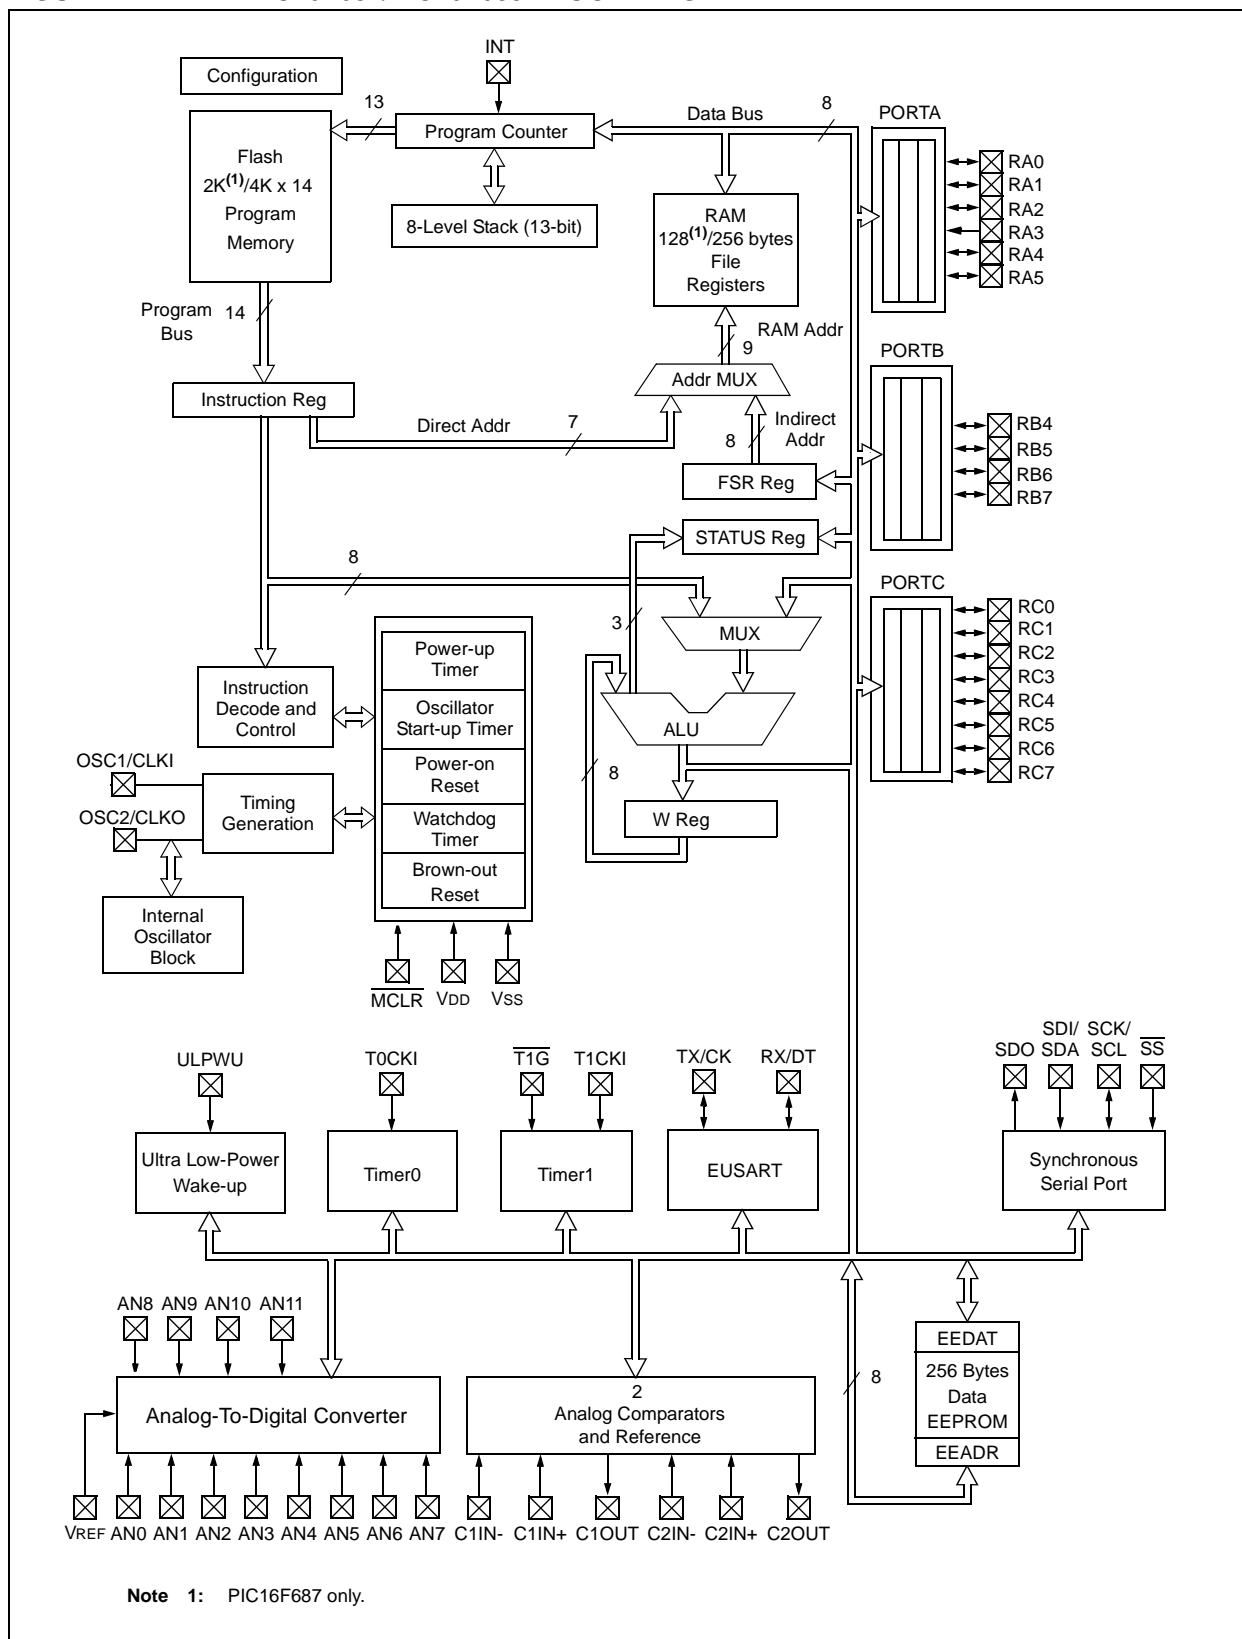 INT
Configuration
13
Program Counter
Data Bus
8
PORTA
Flash
2K(1)/4K x 14
Program
Memory
8-Level Stack (13-bit)
RAM
128(1)/256 bytes
File
Registers
RA0
RA1
RA2
RA3
RA4
RA5
Program
Bus
14
RAM Addr
9
PORTB
Addr MUX
Instruction Reg
Direct Addr
7
8
Indirect
Addr
RB4
RB5
RB6
RB7
FSR Reg
STATUS Reg
8
PORTC
3
MUX
RC0
RC1
RC2
RC3
RC4
RC5
RC6
RC7
Power-up
Timer
Instruction
Decode and
Control
Oscillator
Start-up Timer
ALU
OSC1/CLKI
Power-on
Reset
8
Timing
Generation
OSC2/CLKO
Watchdog
Timer
W Reg
Brown-out
Reset
Internal
Oscillator
Block
MCLR
VDD
VSS
ULPWU
T0CKI
T1G
T1CKI
TX/CK
RX/DT
SDO
SDI/
SDA
SCK/
SCL
SS
Ultra Low-Power
Wake-up
Timer0
Timer1
EUSART
Synchronous
Serial Port
AN8
AN9
AN10
AN11
EEDAT
256 Bytes
Data
EEPROM
EEADR
8
Analog-To-Digital Converter
2
Analog Comparators
and Reference
VREF
AN0
AN1
AN2
AN3
AN4
AN5
AN6
AN7
C1IN-
C1IN+
C1OUT
C2IN-
C2IN+
C2OUT
Note 1: PIC16F687 only.